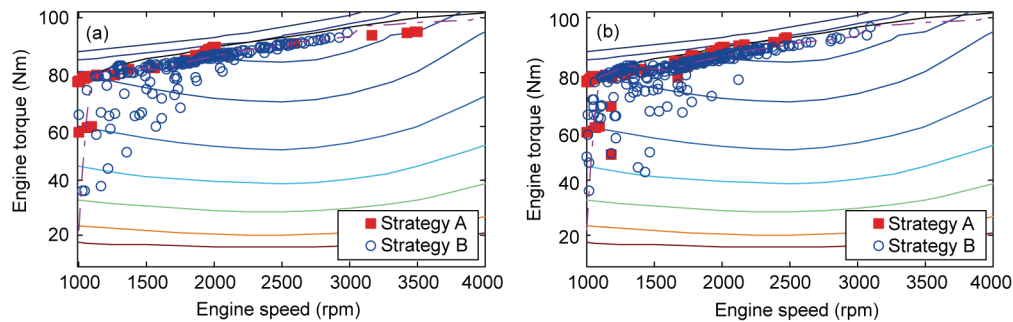 (a)
Engine torque (Nm)
100
80
60
40
20
Strategy A
Strategy B
1000 1500 2000 2500 3000 3500 4000
Engine speed (rpm)
(b)
Engine torque (Nm)
100
80
60
40
20
Strategy A
Strategy B
1000 1500 2000 2500 3000 3500 4000
Engine speed (rpm)